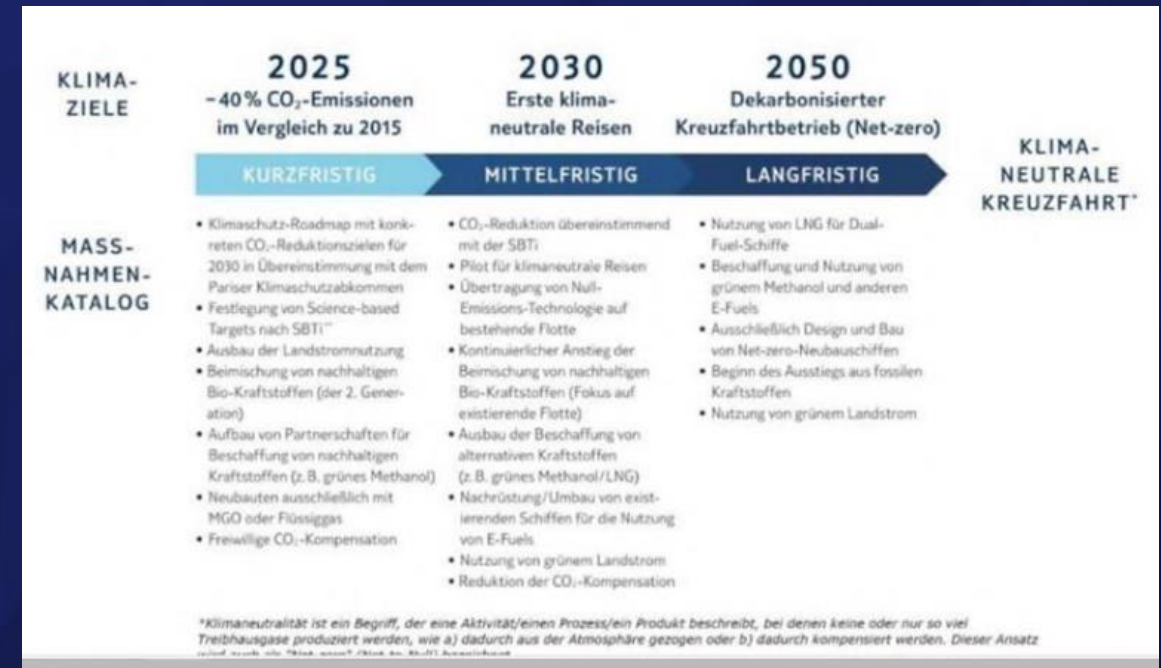 KLIMA-
ZIELE
2025
-40% CO₂-Emissionen
im Vergleich zu 2015
2030
Erste klima-
neutrale Reisen
2050
Dekarbonisierter
Kreuzfahrtbetrieb (Net-zero)
KURZFRISTIG
MITTELFRISTIG
LANGFRISTIG
KLIMA-
NEUTRALE
KREUZFAHRT*
MASS-
NAHMEN-
KATALOG
• Klimaschutz-Roadmap mit konk-
reten CO₂-Reduktionszielen für
2030 in Übereinstimmung mit dem
Pariser Klimaschutzabkommen
• Festlegung von Science-based
Targets nach SBTi**
• Ausbau der Landstromnutzung
• Beimischung von nachhaltigen
Bio-Kraftstoffen (der 2. Gener-
ation)
• Aufbau von Partnerschaften für
Beschaffung von nachhaltigen
Kraftstoffen (z.B. grünes Methanol)
• Neubauten ausschließlich mit
MGO oder Flüssiggas
• Freiwillige CO₂-Kompensation
• CO₂-Reduktion übereinstimmend
mit der SBTi
• Pilot für klimaneutrale Reisen
• Übertragung von Null-
Emissions-Technologie auf
bestehende Flotte
• Kontinuierlicher Anstieg der
Beimischung von nachhaltigen
Bio-Kraftstoffen (Fokus auf
existierende Flotte)
• Ausbau der Beschaffung von
alternativen Kraftstoffen
(z.B. grünes Methanol/LNG)
• Nachrüstung/Umbau von exist-
ierenden Schiffen für die Nutzung
von E-Fuels
• Nutzung von grünem Landstrom
• Reduktion der CO₂-Kompensation
• Nutzung von LNG für Dual-
Fuel-Schiffe
• Beschaffung und Nutzung von
grünem Methanol und anderen
E-Fuels
• Ausschließlich Design und Bau
von Net-zero-Neubauschiffen
• Beginn des Ausstiegs aus fossilen
Kraftstoffen
• Nutzung von grünem Landstrom
*Klimaneutralität ist ein Begriff, der eine Aktivität/einen Prozess/ein Produkt beschreibt, bei denen keine oder nur so viel
Treibhausgase produziert werden, wie a) dadurch aus der Atmosphäre gezogen oder b) dadurch kompensiert werden. Dieser Ansatz